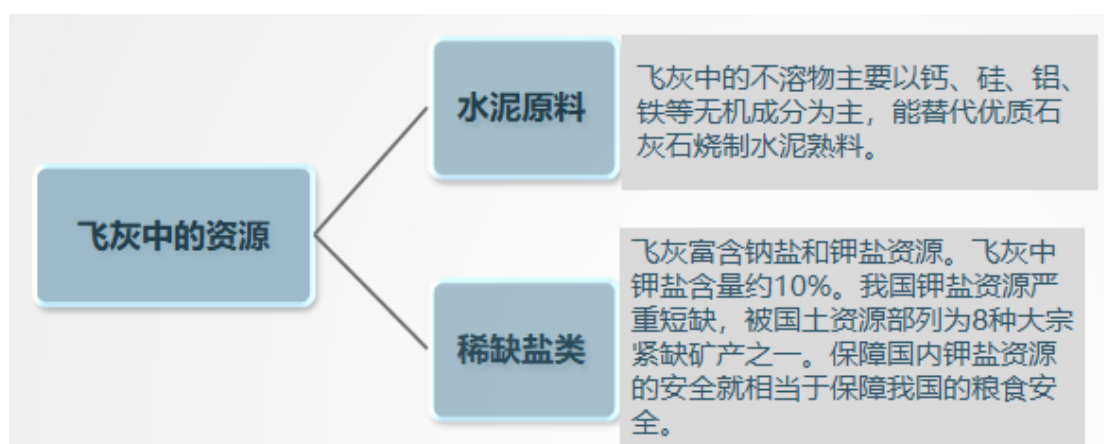 飞灰中的资源
水泥原料
飞灰中的不溶物主要以钙、硅、铝、
铁等无机成分为主，能替代优质石
灰石烧制水泥熟料。
稀缺盐类
飞灰富含钠盐和钾盐资源。飞灰中
钾盐含量约10%。我国钾盐资源严
重短缺，被国土资源部列为8种大宗
紧缺矿产之一。保障国内钾盐资源
的安全就相当于保障我国的粮食安
全。